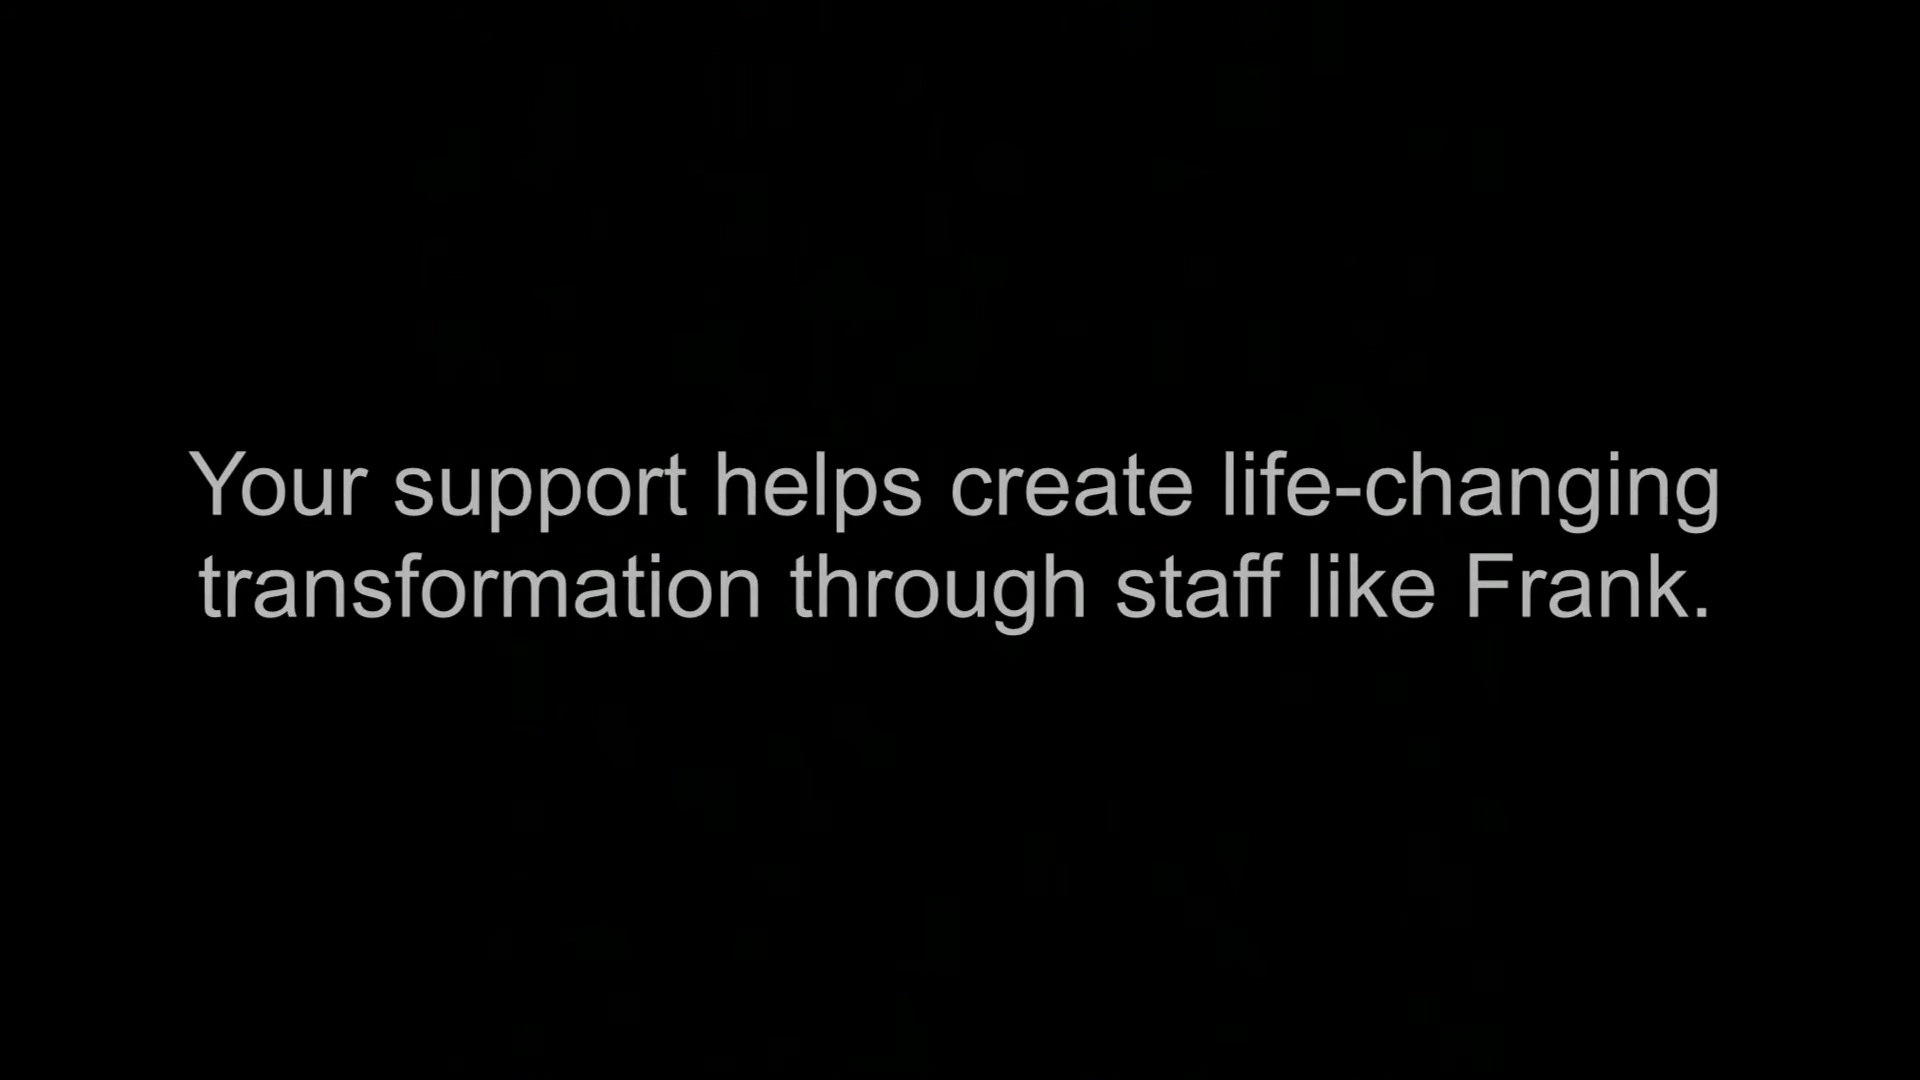 Your support helps create life-changing
transformation through staff like Frank.